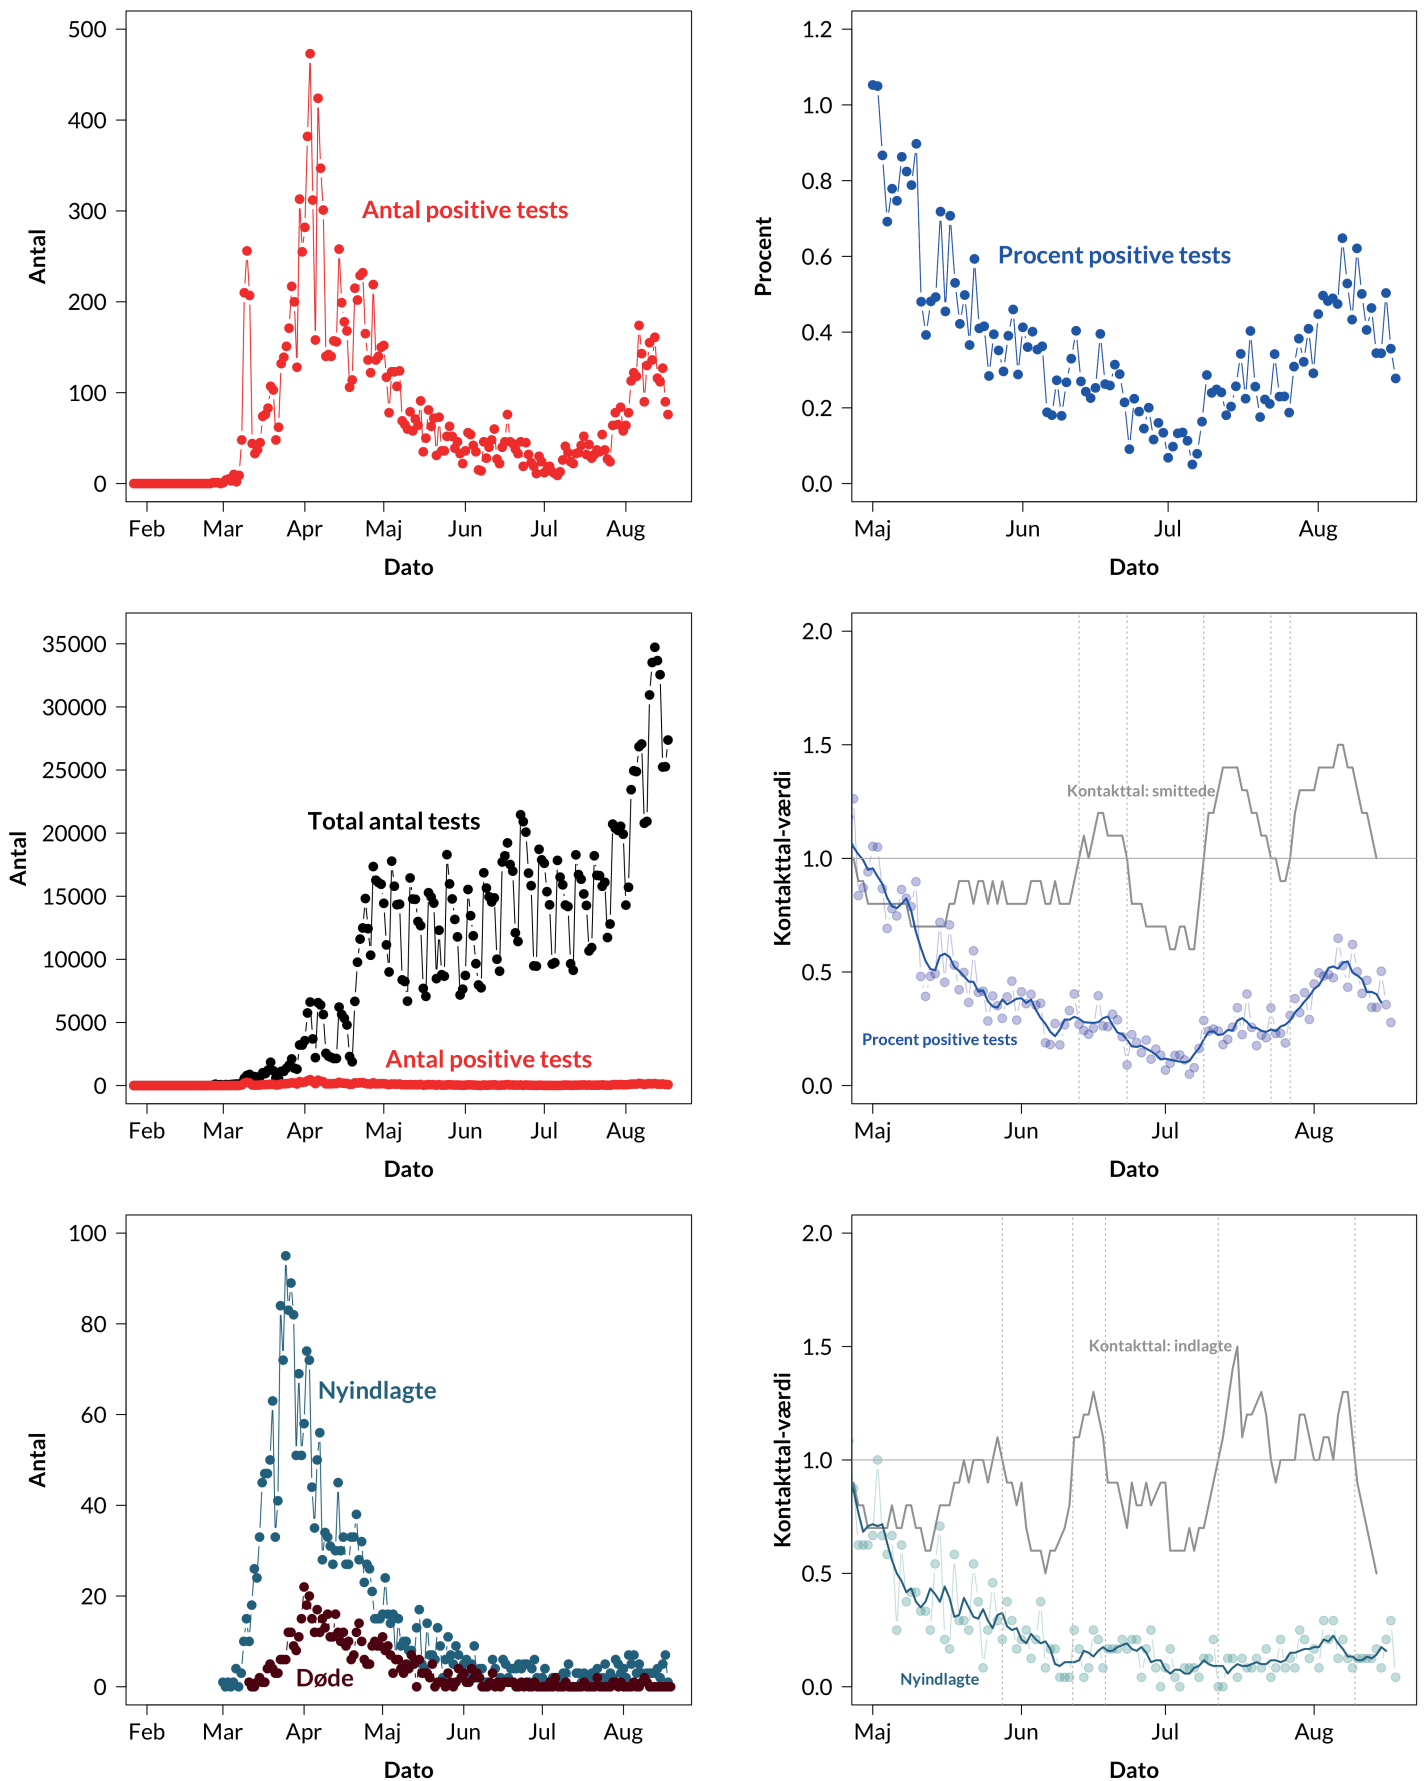 500
400
300
200
100
0
Antal
Antal positive tests
Feb Mar Apr Maj Jun Jul Aug
Dato
1.2
1.0
0.8
0.6
0.4
0.2
0.0
Procent
Procent positive tests
Maj Jun Jul Aug
Dato
35000
30000
25000
20000
15000
10000
5000
0
Antal
Total antal tests
Antal positive tests
Feb Mar Apr Maj Jun Jul Aug
Dato
2.0
1.5
1.0
0.5
0.0
Kontakttal-værdi
Kontakttal: smittede
Procent positive tests
Maj Jun Jul Aug
Dato
100
80
60
40
20
0
Antal
Nyindlagte
Døde
Feb Mar Apr Maj Jun Jul Aug
Dato
2.0
1.5
1.0
0.5
0.0
Kontakttal-værdi
Kontakttal: indlagte
Nyindlagte
Maj Jun Jul Aug
Dato